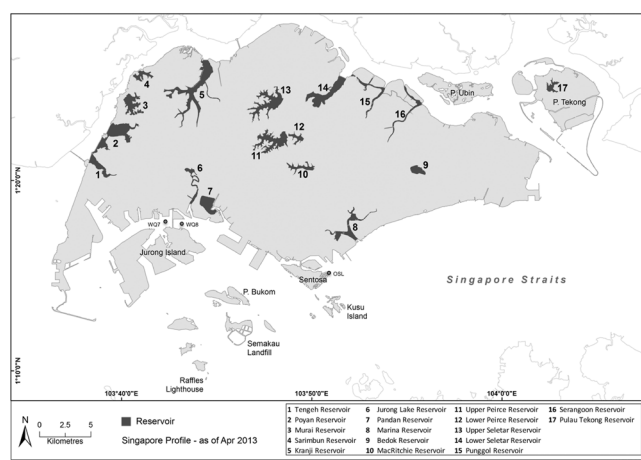 4
3
2
1
5
13
14
12
11
10
15
16
P. Ubin
17
P. Tekong
9
6
7
8
1°20'0"N
1°10'0"N
WQ7
WQ6
Jurong Island
OSL
Sentosa
Singapore Straits
P. Bukom
Kusu
Island
Semakau
Landfill
Raffles
Lighthouse
103°40'0"E
103°50'0"E
104°0'0"E
N
0 2.5 5
Kilometres
Reservoir
Singapore Profile - as of Apr 2013
1 Tengeh Reservoir
2 Poyan Reservoir
3 Murai Reservoir
4 Sarimbun Reservoir
5 Kranji Reservoir
6 Jurong Lake Reservoir
7 Pandan Reservoir
8 Marina Reservoir
9 Bedok Reservoir
10 MacRitchie Reservoir
11 Upper Peirce Reservoir
12 Lower Peirce Reservoir
13 Upper Seletar Reservoir
14 Lower Seletar Reservoir
15 Punggol Reservoir
16 Serangoon Reservoir
17 Pulau Tekong Reservoir